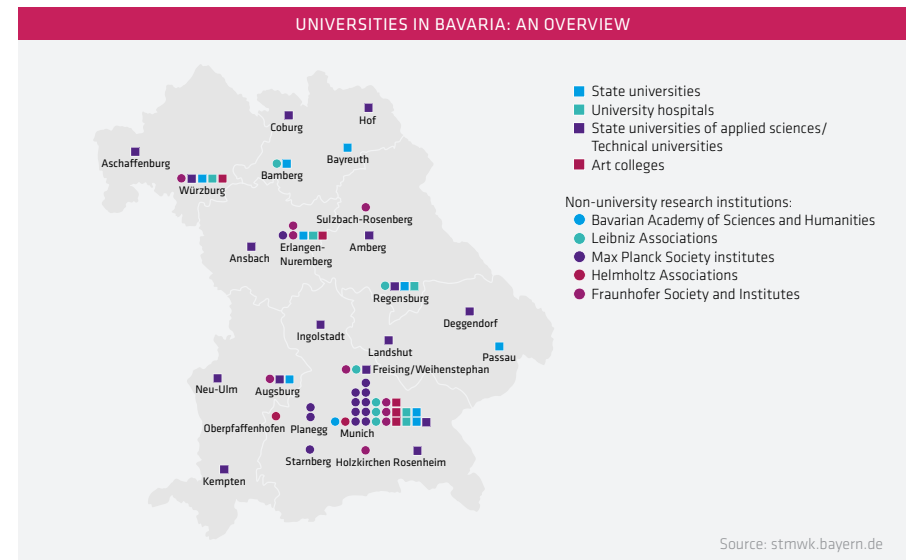 UNIVERSITIES IN BAVARIA: AN OVERVIEW
State universities
University hospitals
State universities of applied sciences/
Technical universities
Art colleges
Non-university research institutions:
Bavarian Academy of Sciences and Humanities
Leibniz Associations
Max Planck Society institutes
Helmholtz Associations
Fraunhofer Society and Institutes
Coburg
Hof
Aschaffenburg
Bayreuth
Bamberg
Würzburg
Sulzbach-Rosenberg
Ansbach
Erlangen-
Nuremberg
Amberg
Regensburg
Deggendorf
Ingolstadt
Landshut
Passau
Freising/Weihenstephan
Neu-Ulm
Augsburg
Oberpfaffenhofen
Planegg
Munich
Starnberg
Holzkirchen
Rosenheim
Kempten
Source: stmwk.bayern.de